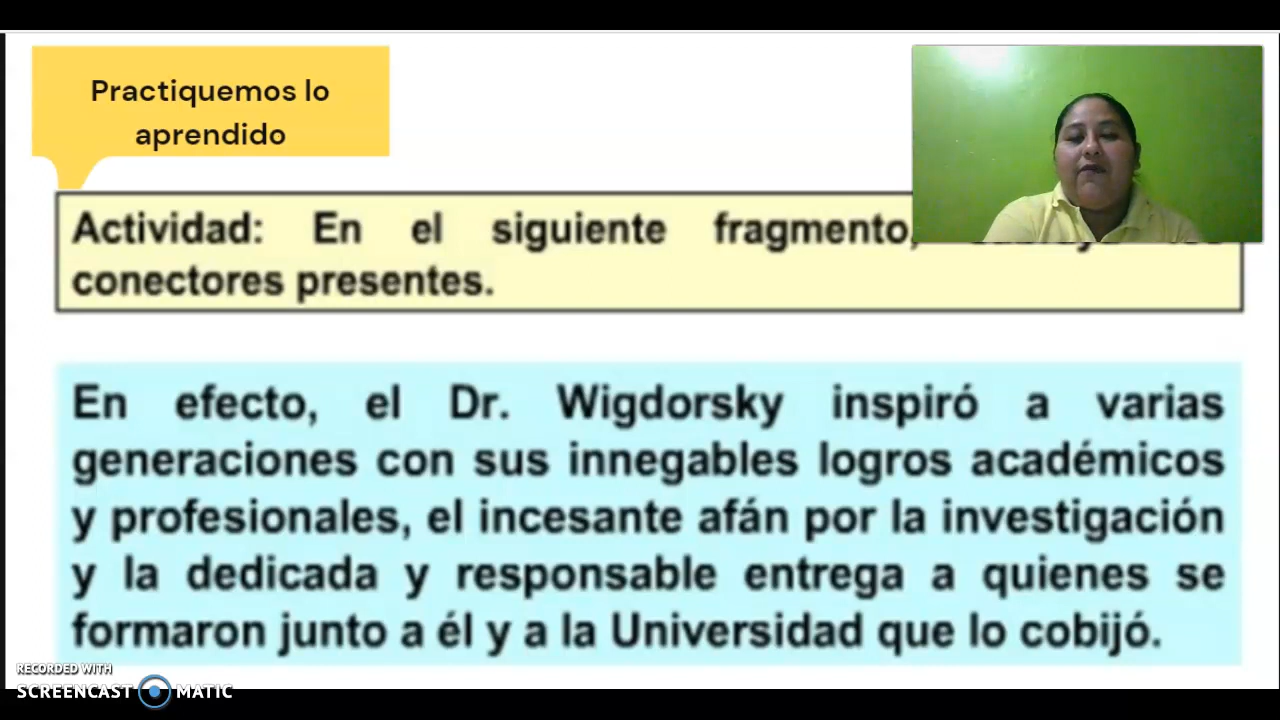 Practiquemos lo
aprendido
Actividad: En el siguiente fragmento,
conectores presentes.
En efecto, el Dr. Wigdorsky inspiró a varias
generaciones con sus innegables logros académicos
y profesionales, el incesante afán por la investigación
y la dedicada y responsable entrega a quienes se
formaron junto a él y a la Universidad que lo cobijó.
RECORDED WITH
SCREENCAST MATIC